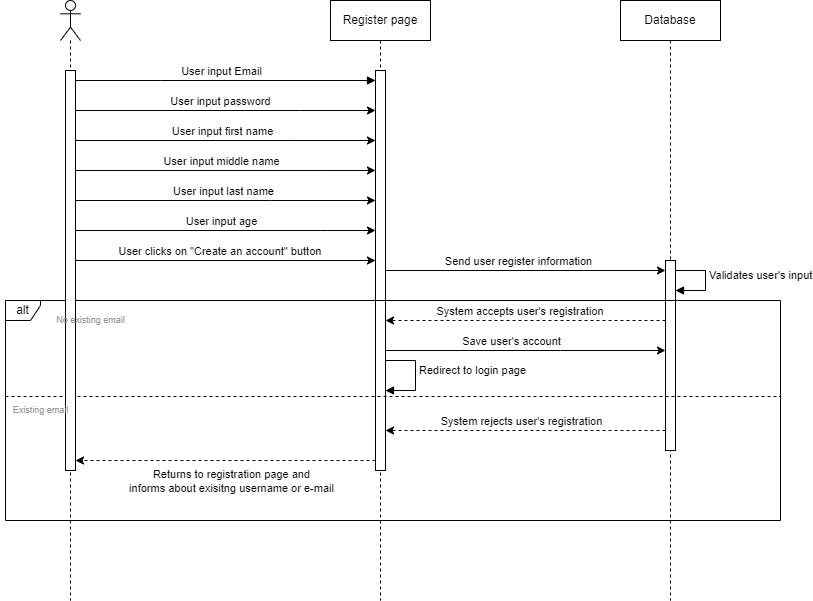 Register page
Database
User input Email
User input password
User input first name
User input middle name
User input last name
User input age
User clicks on "Create an account" button
Send user register information
Validates user's input
alt
No existing email
System accepts user's registration
Save user's account
Redirect to login page
Existing email
System rejects user's registration
Returns to registration page and
informs about exisitng username or e-mail